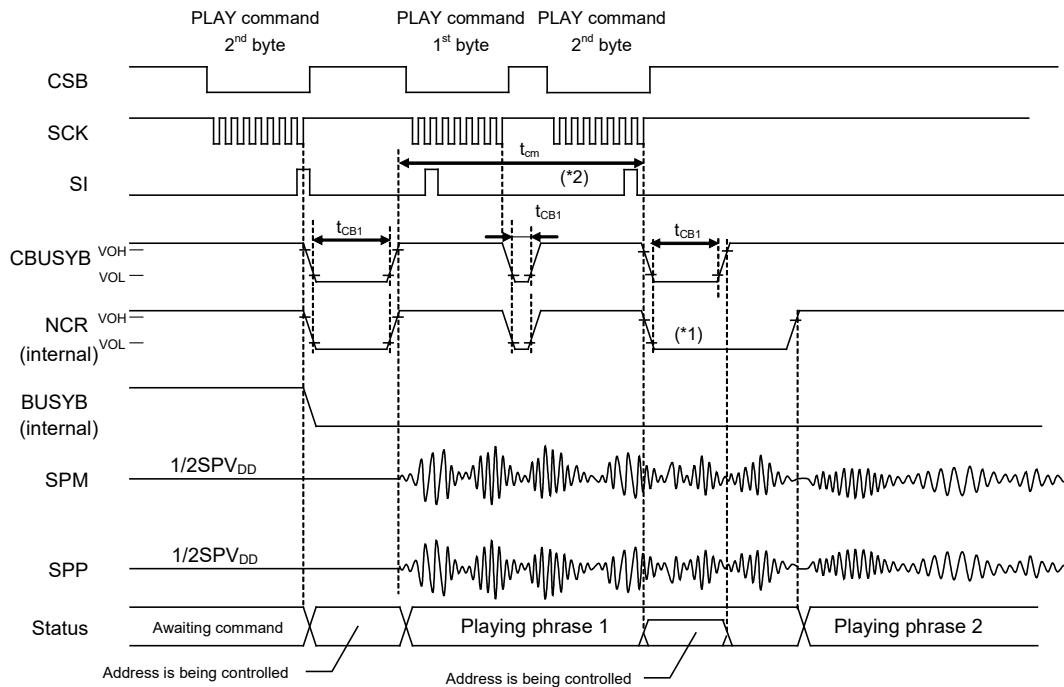 PLAY command
2nd byte
PLAY command
1st byte
PLAY command
2nd byte
CSB
SCK
tcm
SI
(*2)
tCB1
tCB1
tCB1
CBUSYB
VOH
VOL
NCR
(internal)
VOH
VOL
(*1)
BUSYB
(internal)
SPM
1/2SPVDD
SPP
1/2SPVDD
Status
Awaiting command
Playing phrase 1
Playing phrase 2
Address is being controlled
Address is being controlled